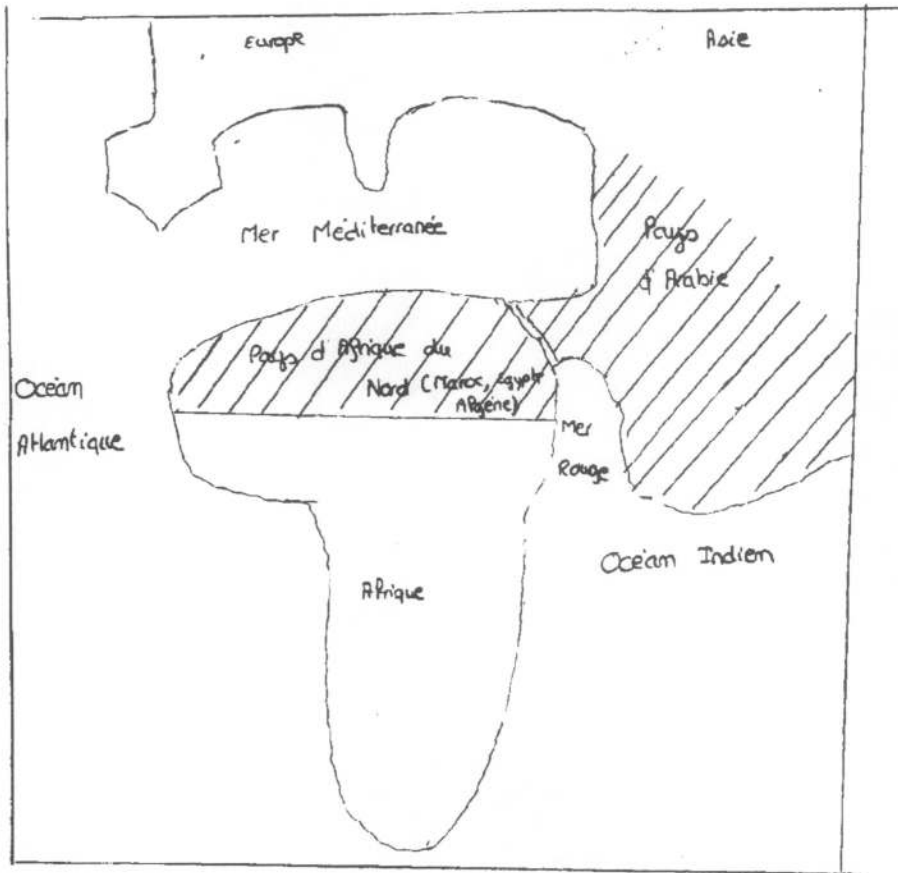 Europe
Asie
Mer Méditerranée
Pays
d'Arabie
Pays d'Afrique du
Nord (Maroc, Egypte
Algérie)
Océan
Atlantique
Mer
Rouge
Océan Indien
Afrique